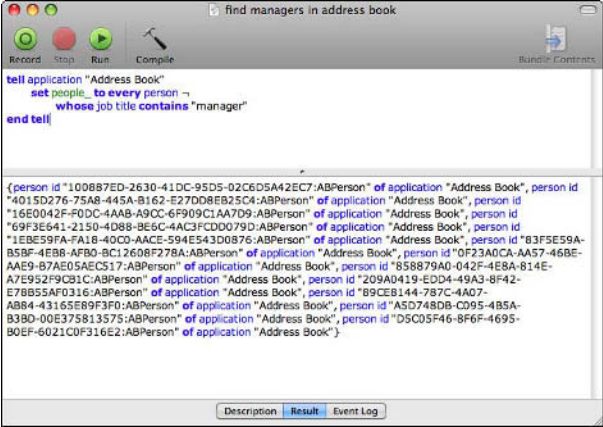 find managers in address book
Record Stop Run Compile Bundle Contents
tell application "Address Book"
set people_ to every person ¬
whose job title contains "manager"
end tell
{person id "100887ED-2630-41DC-95D5-02C6D5A42EC7:ABPerson" of application "Address Book", person id
"4015D276-75A8-445A-B162-E27DD8EB25C4:ABPerson" of application "Address Book", person id
"16E0042F-F0DC-4AAB-A9CC-6F909C1AA7D9:ABPerson" of application "Address Book", person id
"69F3E641-2150-4D88-BE6C-4AC3FCDD079D:ABPerson" of application "Address Book", person id
"1EBE59FA-FA18-40C0-AACE-594E543D0876:ABPerson" of application "Address Book", person id "83F5E59A-
B5BF-4EB8-AFB0-BC12608F278A:ABPerson" of application "Address Book", person id "0F23A0CA-AA57-46BE-
AAE9-B7AE05AEC517:ABPerson" of application "Address Book", person id "858879A0-042F-4E8A-814E-
A7E952F9CB1C:ABPerson" of application "Address Book", person id "209A0419-EDD4-49A3-8F42-
E78B55AF0316:ABPerson" of application "Address Book", person id "89CE8144-787C-4A07-
AB84-43165E89F3F0:ABPerson" of application "Address Book", person id "A5D748DB-C095-4B5A-
B3BD-00E375813575:ABPerson" of application "Address Book", person id "D5C05F46-8F6F-4695-
B0EF-6021C0F316E2:ABPerson" of application "Address Book"}
Description Result Event Log